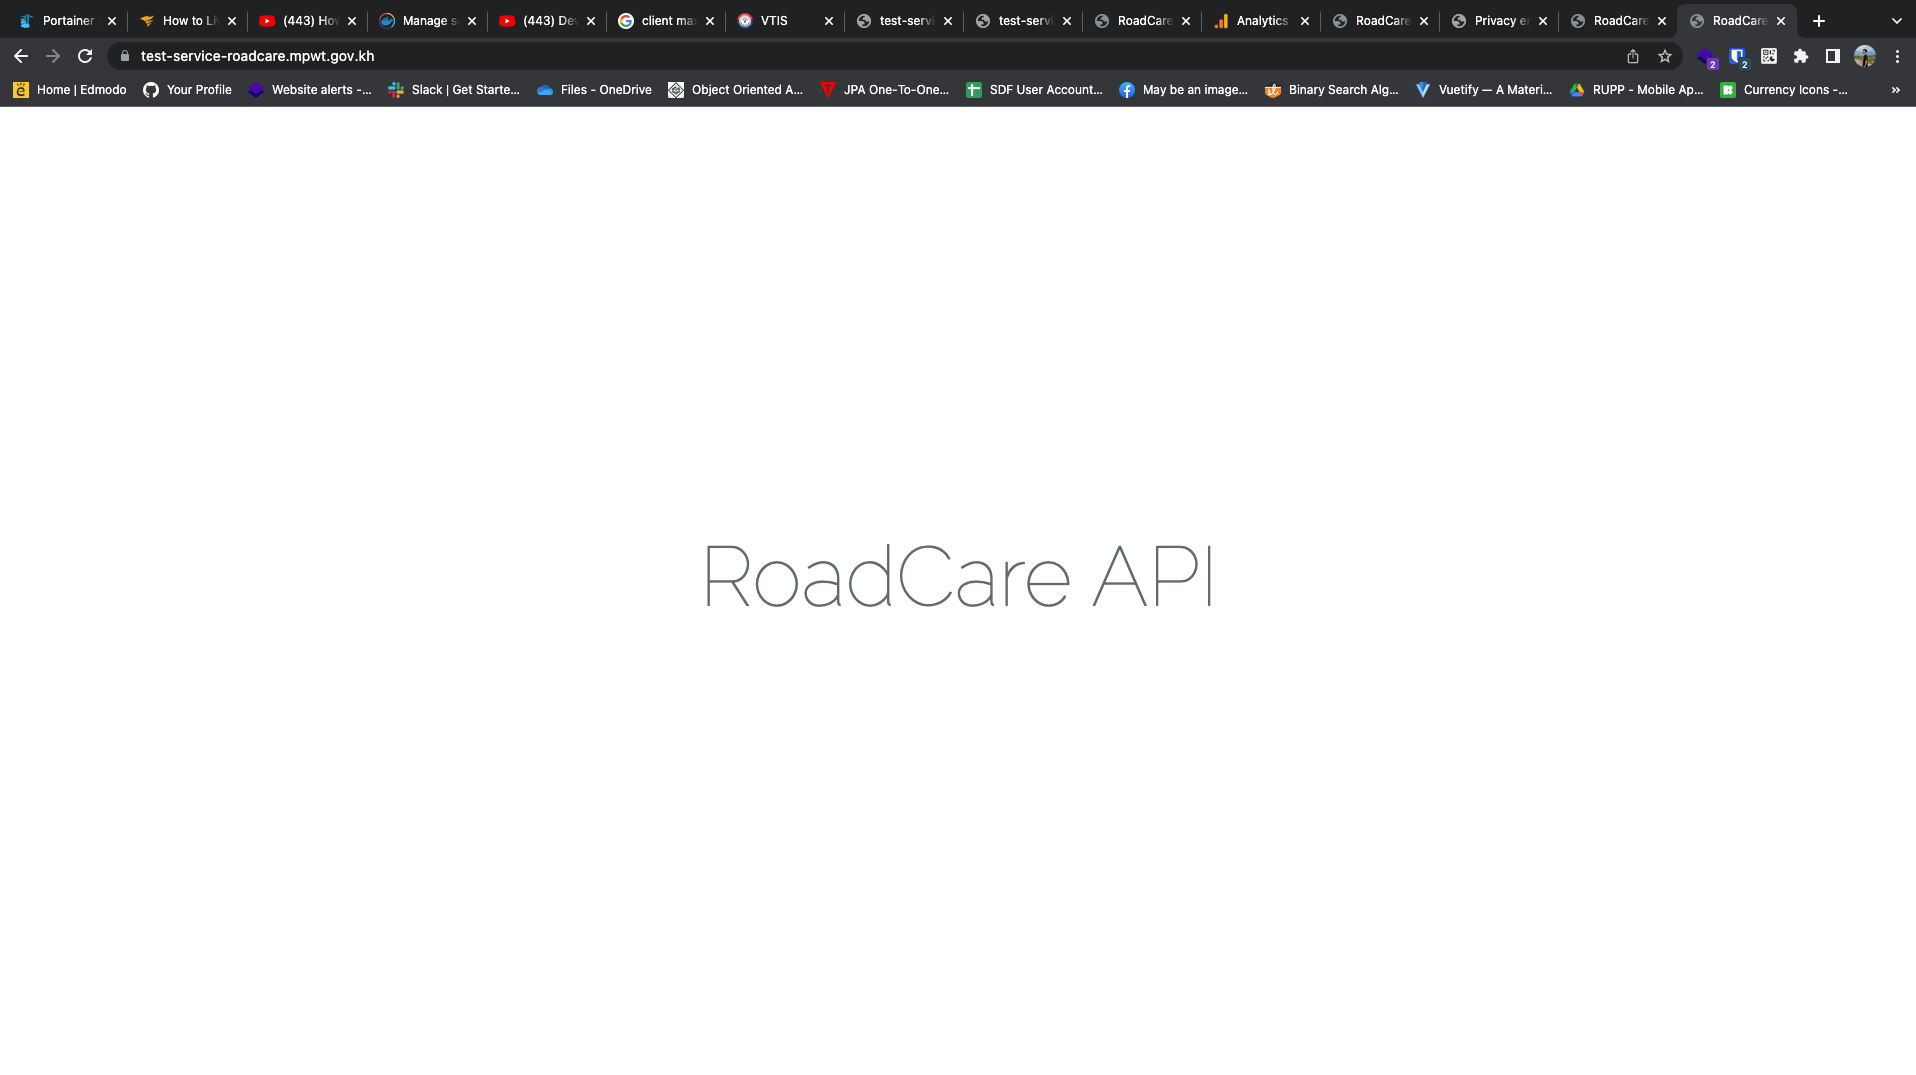 Portainer
How to Li
(443) Ho
Manage s
(443) De
client ma
VTIS
test-servi
test-servi
RoadCare
Analytics
RoadCare
Privacy e
RoadCare
RoadCare
test-service-roadcare.mpwt.gov.kh
2
2
Home | Edmodo
Your Profile
Website alerts -...
Slack | Get Starte...
Files - OneDrive
Object Oriented A...
JPA One-To-One...
SDF User Account...
May be an image...
Binary Search Alg...
Vuetify — A Materi...
RUPP - Mobile Ap...
Currency Icons -...
»
RoadCare API